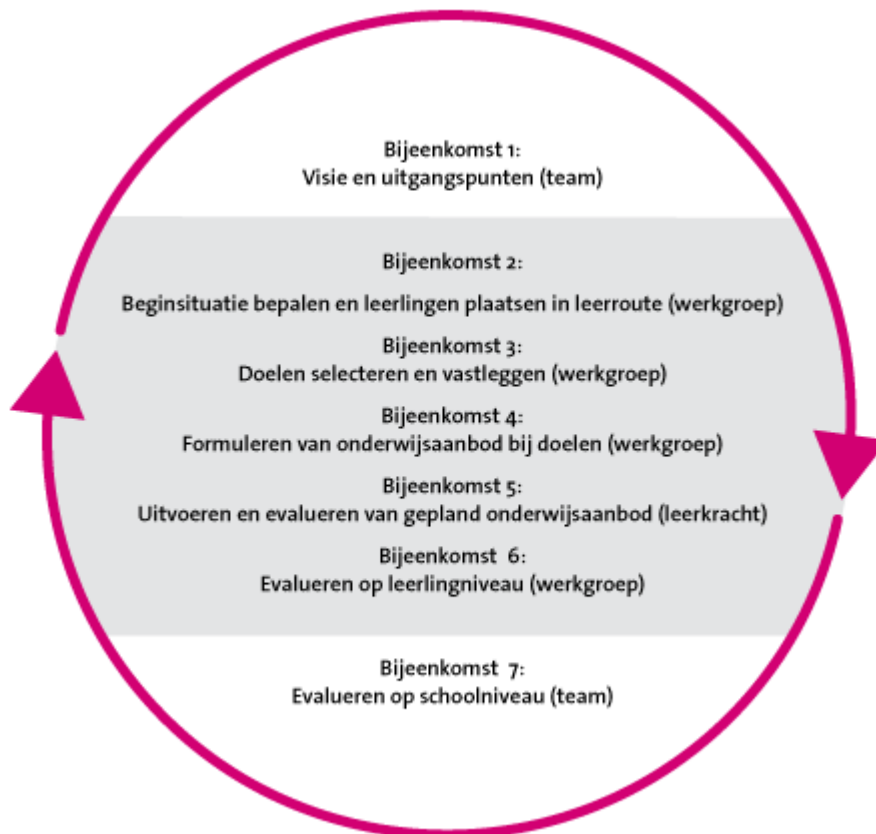 Bijeenkomst 1:
Visie en uitgangspunten (team)
Bijeenkomst 2:
Beginsituatie bepalen en leerlingen plaatsen in leerroute (werkgroep)
Bijeenkomst 3:
Doelen selecteren en vastleggen (werkgroep)
Bijeenkomst 4:
Formuleren van onderwijsaanbod bij doelen (werkgroep)
Bijeenkomst 5:
Uitvoeren en evalueren van gepland onderwijsaanbod (leerkracht)
Bijeenkomst 6:
Evalueren op leerlingniveau (werkgroep)
Bijeenkomst 7:
Evalueren op schoolniveau (team)